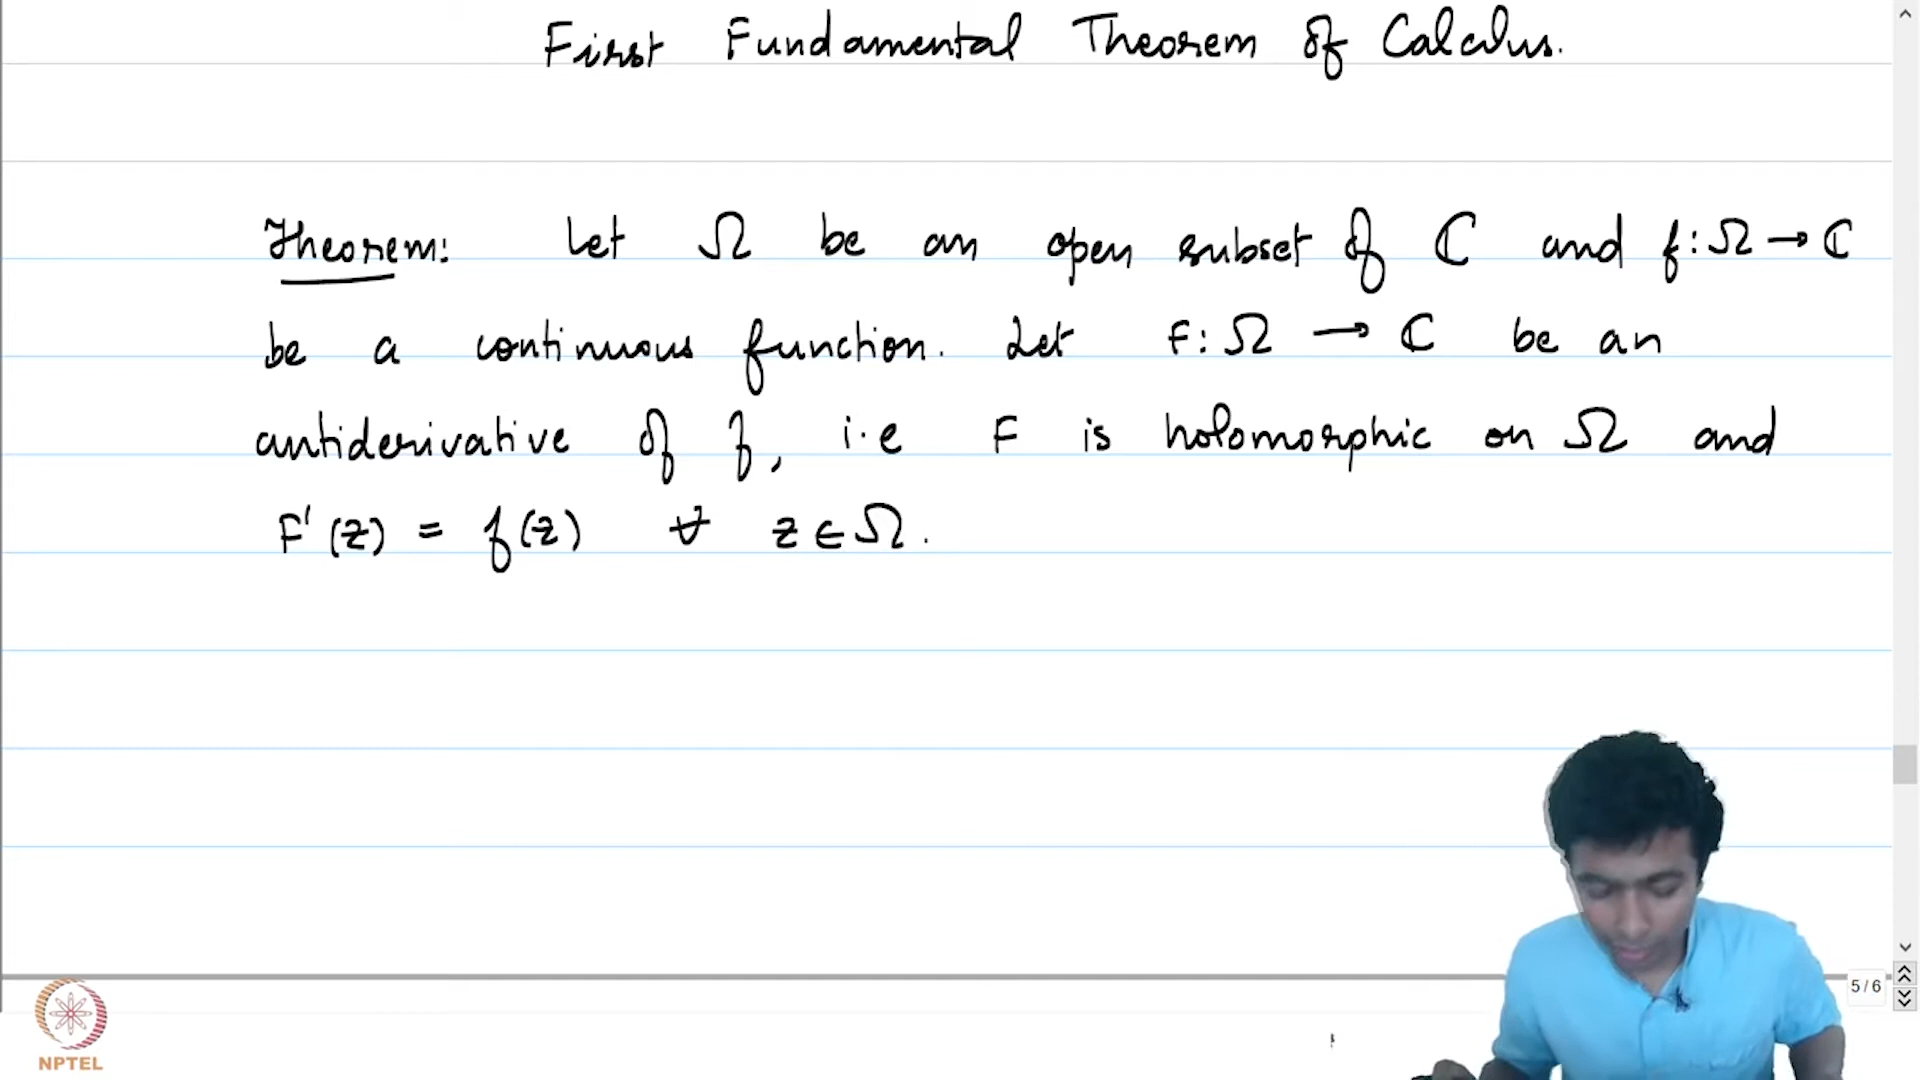 First Fundamental Theorem of Calculus.
Theorem: Let Ω be an open subset of ℂ and f: Ω → ℂ
be a continuous function. Let F: Ω → ℂ be an
antiderivative of f, i.e F is holomorphic on Ω and
F'(z) = f(z) ∀ z ∈ Ω.
5 / 6
NPTEL